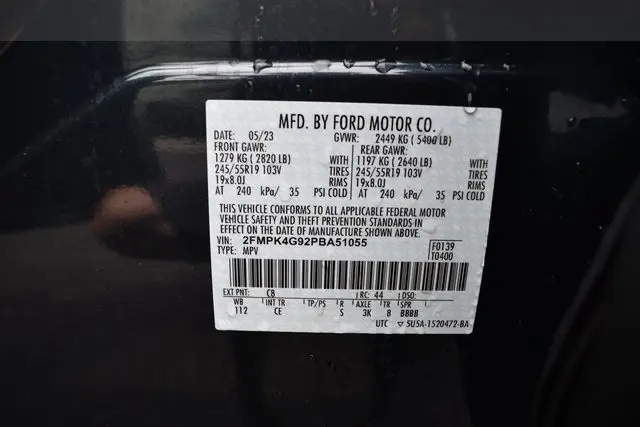 MFD. BY FORD MOTOR CO.
DATE: 05/23 GVWR: 2449 KG ( 5400 LB)
FRONT GAWR: REAR GAWR:
1279 KG ( 2820 LB) WITH 1197 KG ( 2640 LB) WITH
245/55R19 103V TIRES 245/55R19 103V TIRES
19x8.0J RIMS 19x8.0J RIMS
AT 240 kPa/ 35 PSI COLD AT 240 kPa/ 35 PSI COLD
THIS VEHICLE CONFORMS TO ALL APPLICABLE FEDERAL MOTOR
VEHICLE SAFETY AND THEFT PREVENTION STANDARDS IN
EFFECT ON THE DATE OF MANUFACTURE SHOWN ABOVE.
VIN: 2FMPK4G92PBA51055 F0139
TYPE: MPV T0400
EXT PNT: C8 RC: 44 DSO:
WB INT TR TP/PS R AXLE TR SPR
112 CE S 3K 8 BBBB
UTC ▽ 5U5A-1520472-BA